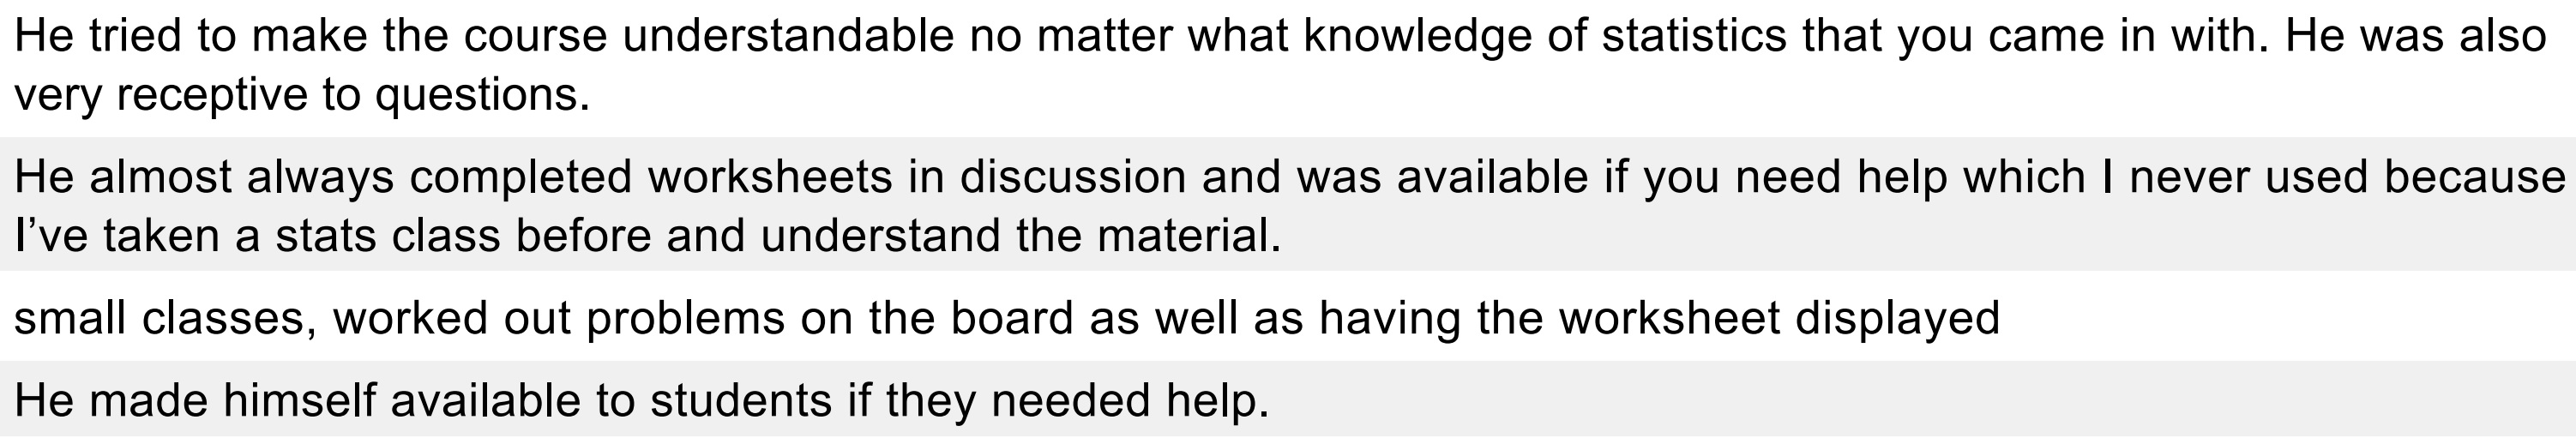 He tried to make the course understandable no matter what knowledge of statistics that you came in with. He was also
very receptive to questions.
He almost always completed worksheets in discussion and was available if you need help which I never used because
I’ve taken a stats class before and understand the material.
small classes, worked out problems on the board as well as having the worksheet displayed
He made himself available to students if they needed help.